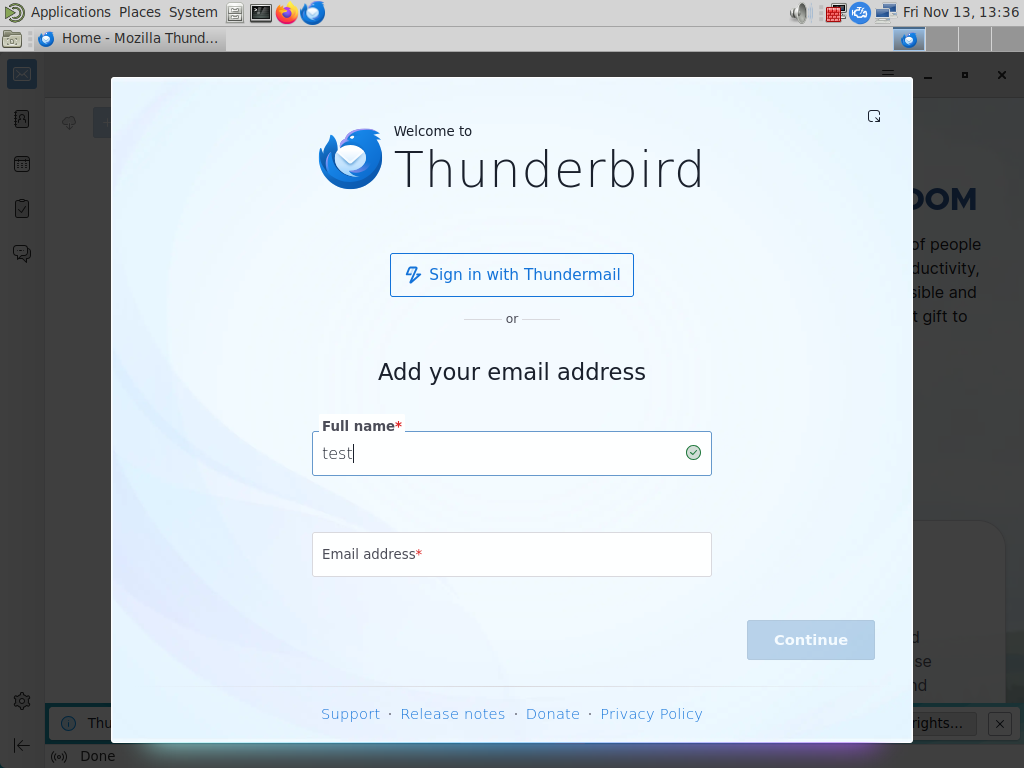 Applications Places System
Fri Nov 13, 13:36
Home - Mozilla Thund...
Welcome to
Thunderbird
Sign in with Thundermail
or
Add your email address
Full name*
test
Email address*
Continue
Support · Release notes · Donate · Privacy Policy
DOM
of people
ductivity,
sible and
t gift to
d
se
nd
Thu
rights...
Done